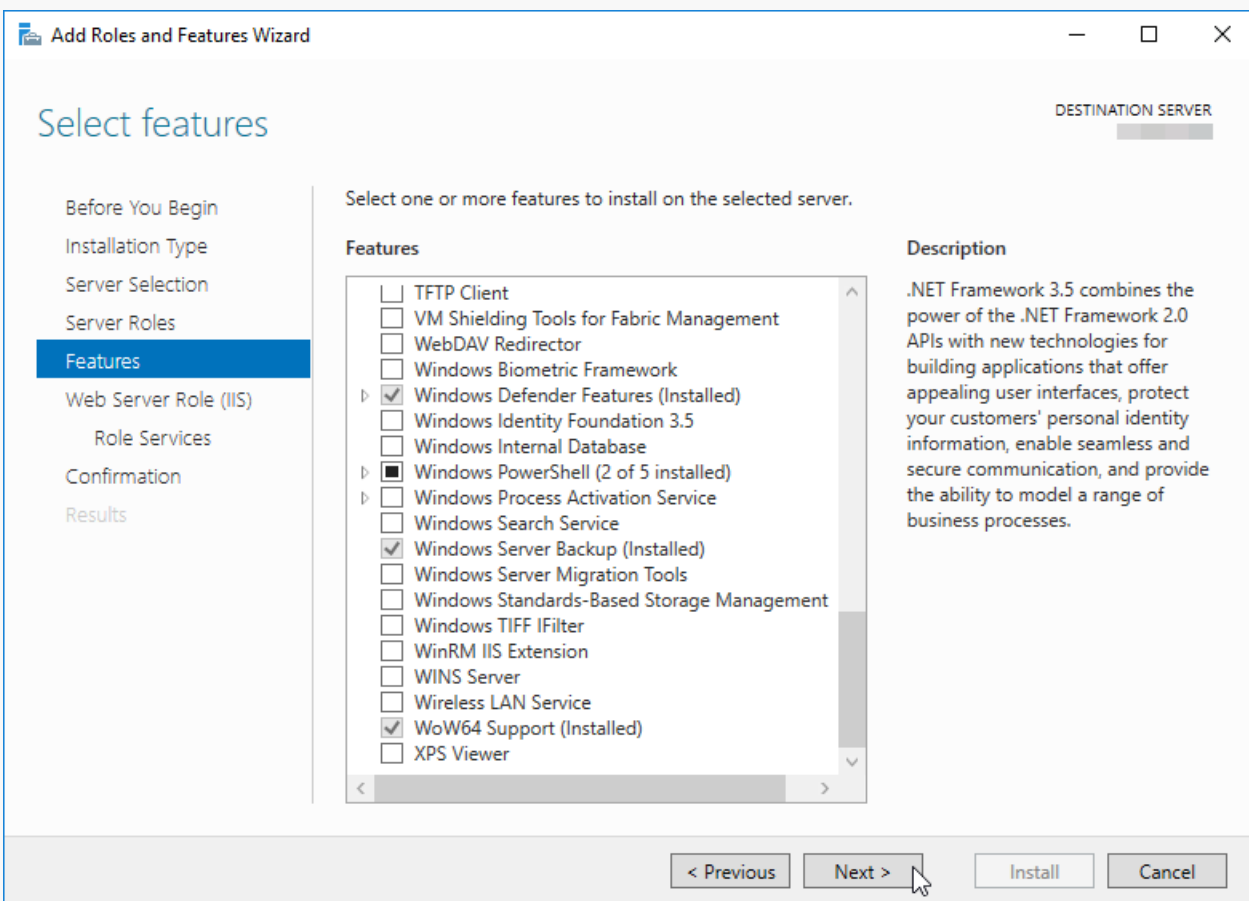 Add Roles and Features Wizard
Select features
DESTINATION SERVER
Before You Begin
Installation Type
Server Selection
Server Roles
Features
Web Server Role (IIS)
Role Services
Confirmation
Results
Select one or more features to install on the selected server.
Features
TFTP Client
VM Shielding Tools for Fabric Management
WebDAV Redirector
Windows Biometric Framework
Windows Defender Features (Installed)
Windows Identity Foundation 3.5
Windows Internal Database
Windows PowerShell (2 of 5 installed)
Windows Process Activation Service
Windows Search Service
Windows Server Backup (Installed)
Windows Server Migration Tools
Windows Standards-Based Storage Management
Windows TIFF IFilter
WinRM IIS Extension
WINS Server
Wireless LAN Service
WoW64 Support (Installed)
XPS Viewer
Description
.NET Framework 3.5 combines the
power of the .NET Framework 2.0
APIs with new technologies for
building applications that offer
appealing user interfaces, protect
your customers' personal identity
information, enable seamless and
secure communication, and provide
the ability to model a range of
business processes.
< Previous
Next >
Install
Cancel